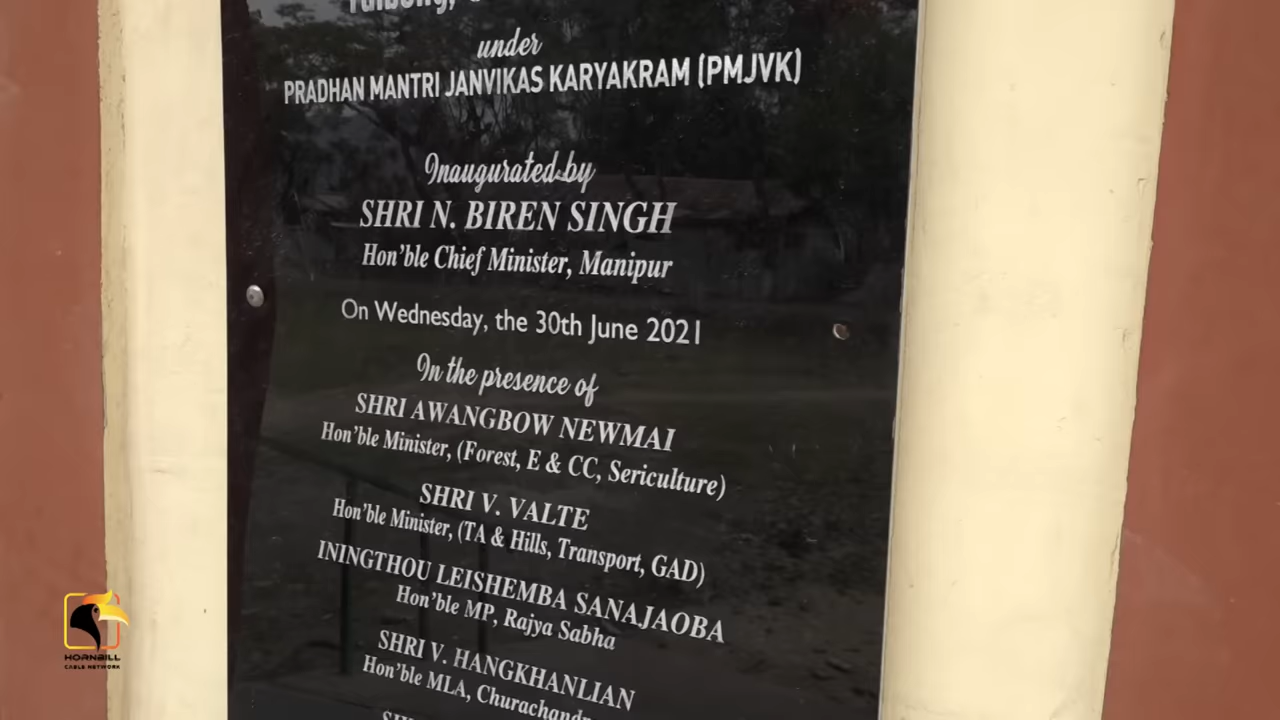 under
PRADHAN MANTRI JANVIKAS KARYAKRAM (PMJVK)
Inaugurated by
SHRI N. BIREN SINGH
Hon'ble Chief Minister, Manipur
On Wednesday, the 30th June 2021
In the presence of
SHRI AWANGBOW NEWMAI
Hon'ble Minister, (Forest, E & CC, Sericulture)
SHRI V. VALTE
Hon'ble Minister, (TA & Hills, Transport, GAD)
ININGTHOU LEISHEMBA SANAJAOBA
Hon'ble MP, Rajya Sabha
SHRI V. HANGKHANLIAN
Hon'ble MLA,
HORNBILL
CABLE NETWORK